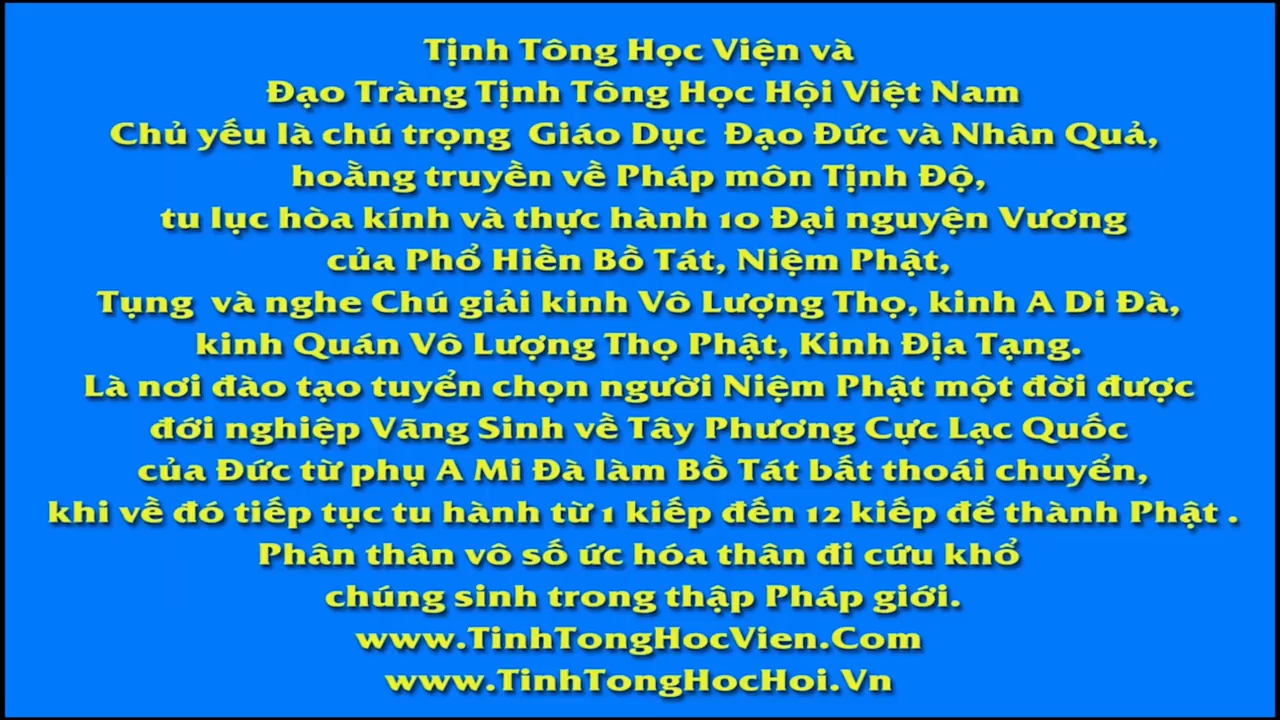 Tịnh Tông Học Viện và
Đạo Tràng Tịnh Tông Học Hội Việt Nam
Chủ yếu là chú trọng Giáo Dục Đạo Đức và Nhân Quả,
hoằng truyền về Pháp môn Tịnh Độ,
tu lục hòa kính và thực hành 10 Đại nguyện Vương
của Phổ Hiền Bồ Tát, Niệm Phật,
Tụng và nghe Chú giải kinh Vô Lượng Thọ, kinh A Di Đà,
kinh Quán Vô Lượng Thọ Phật, Kinh Địa Tạng.
Là nơi đào tạo tuyển chọn người Niệm Phật một đời được
đới nghiệp Vãng Sinh về Tây Phương Cực Lạc Quốc
của Đức từ phụ A Mi Đà làm Bồ Tát bất thoái chuyển,
khi về đó tiếp tục tu hành từ 1 kiếp đến 12 kiếp để thành Phật .
Phân thân vô số ức hóa thân đi cứu khổ
chúng sinh trong thập Pháp giới.
www.TinhTongHocVien.Com
www.TinhTongHocHoi.Vn